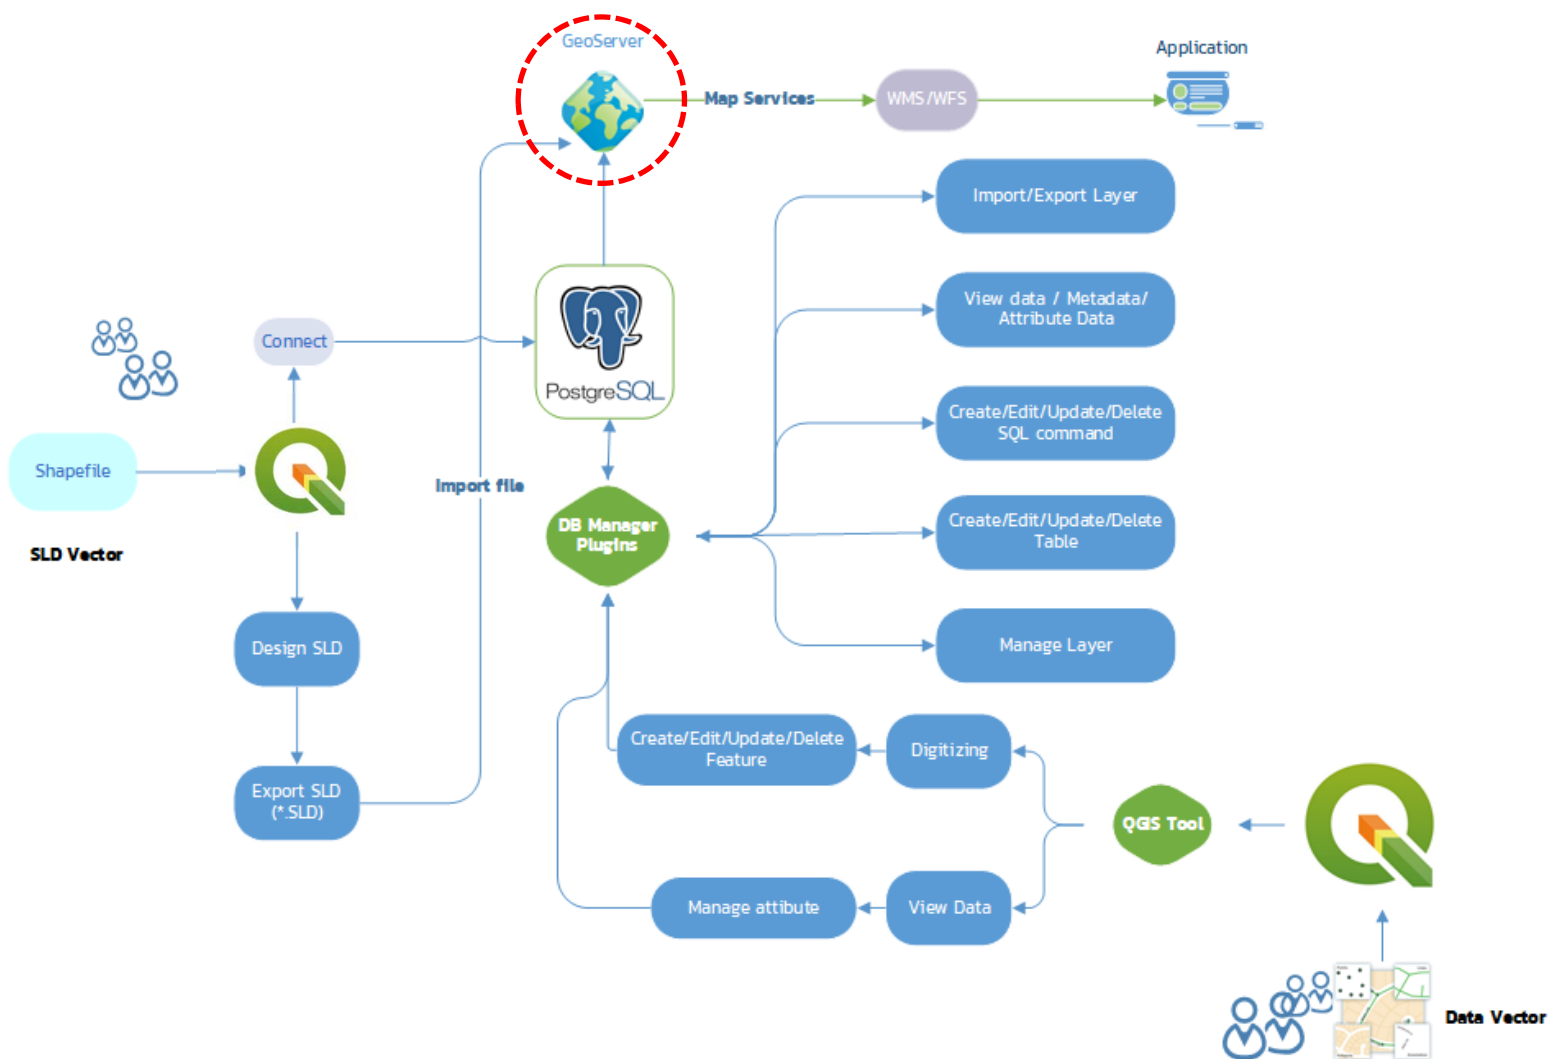 GeoServer
Application
Map Services
WMS/WFS
Import/Export Layer
View data / Metadata/
Attribute Data
Connect
PostgreSQL
Create/Edit/Update/Delete
SQL command
Shapefile
Import file
DB Manager
Plugins
Create/Edit/Update/Delete
Table
SLD Vector
Design SLD
Manage Layer
Create/Edit/Update/Delete
Feature
Digitizing
Export SLD
(*.SLD)
QGIS Tool
Manage attibute
View Data
Data Vector